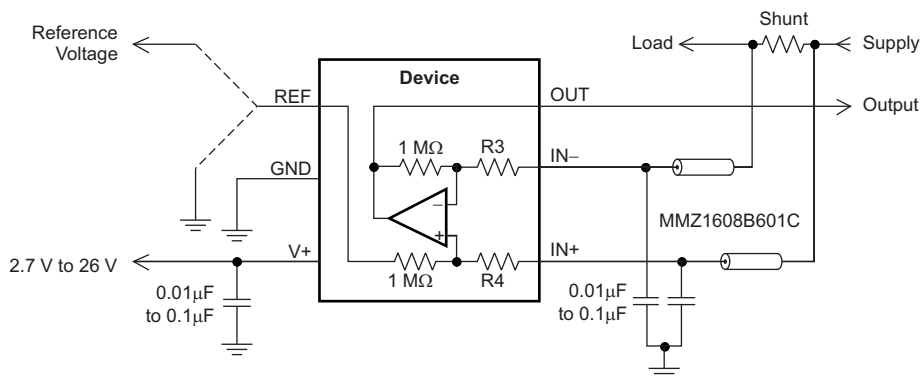 Shunt
Reference
Voltage
Load
Supply
Device
REF
OUT
Output
1 MΩ
R3
IN−
GND
−
+
MMZ1608B601C
V+
IN+
2.7 V to 26 V
1 MΩ
R4
0.01µF
to 0.1µF
0.01µF
to 0.1µF